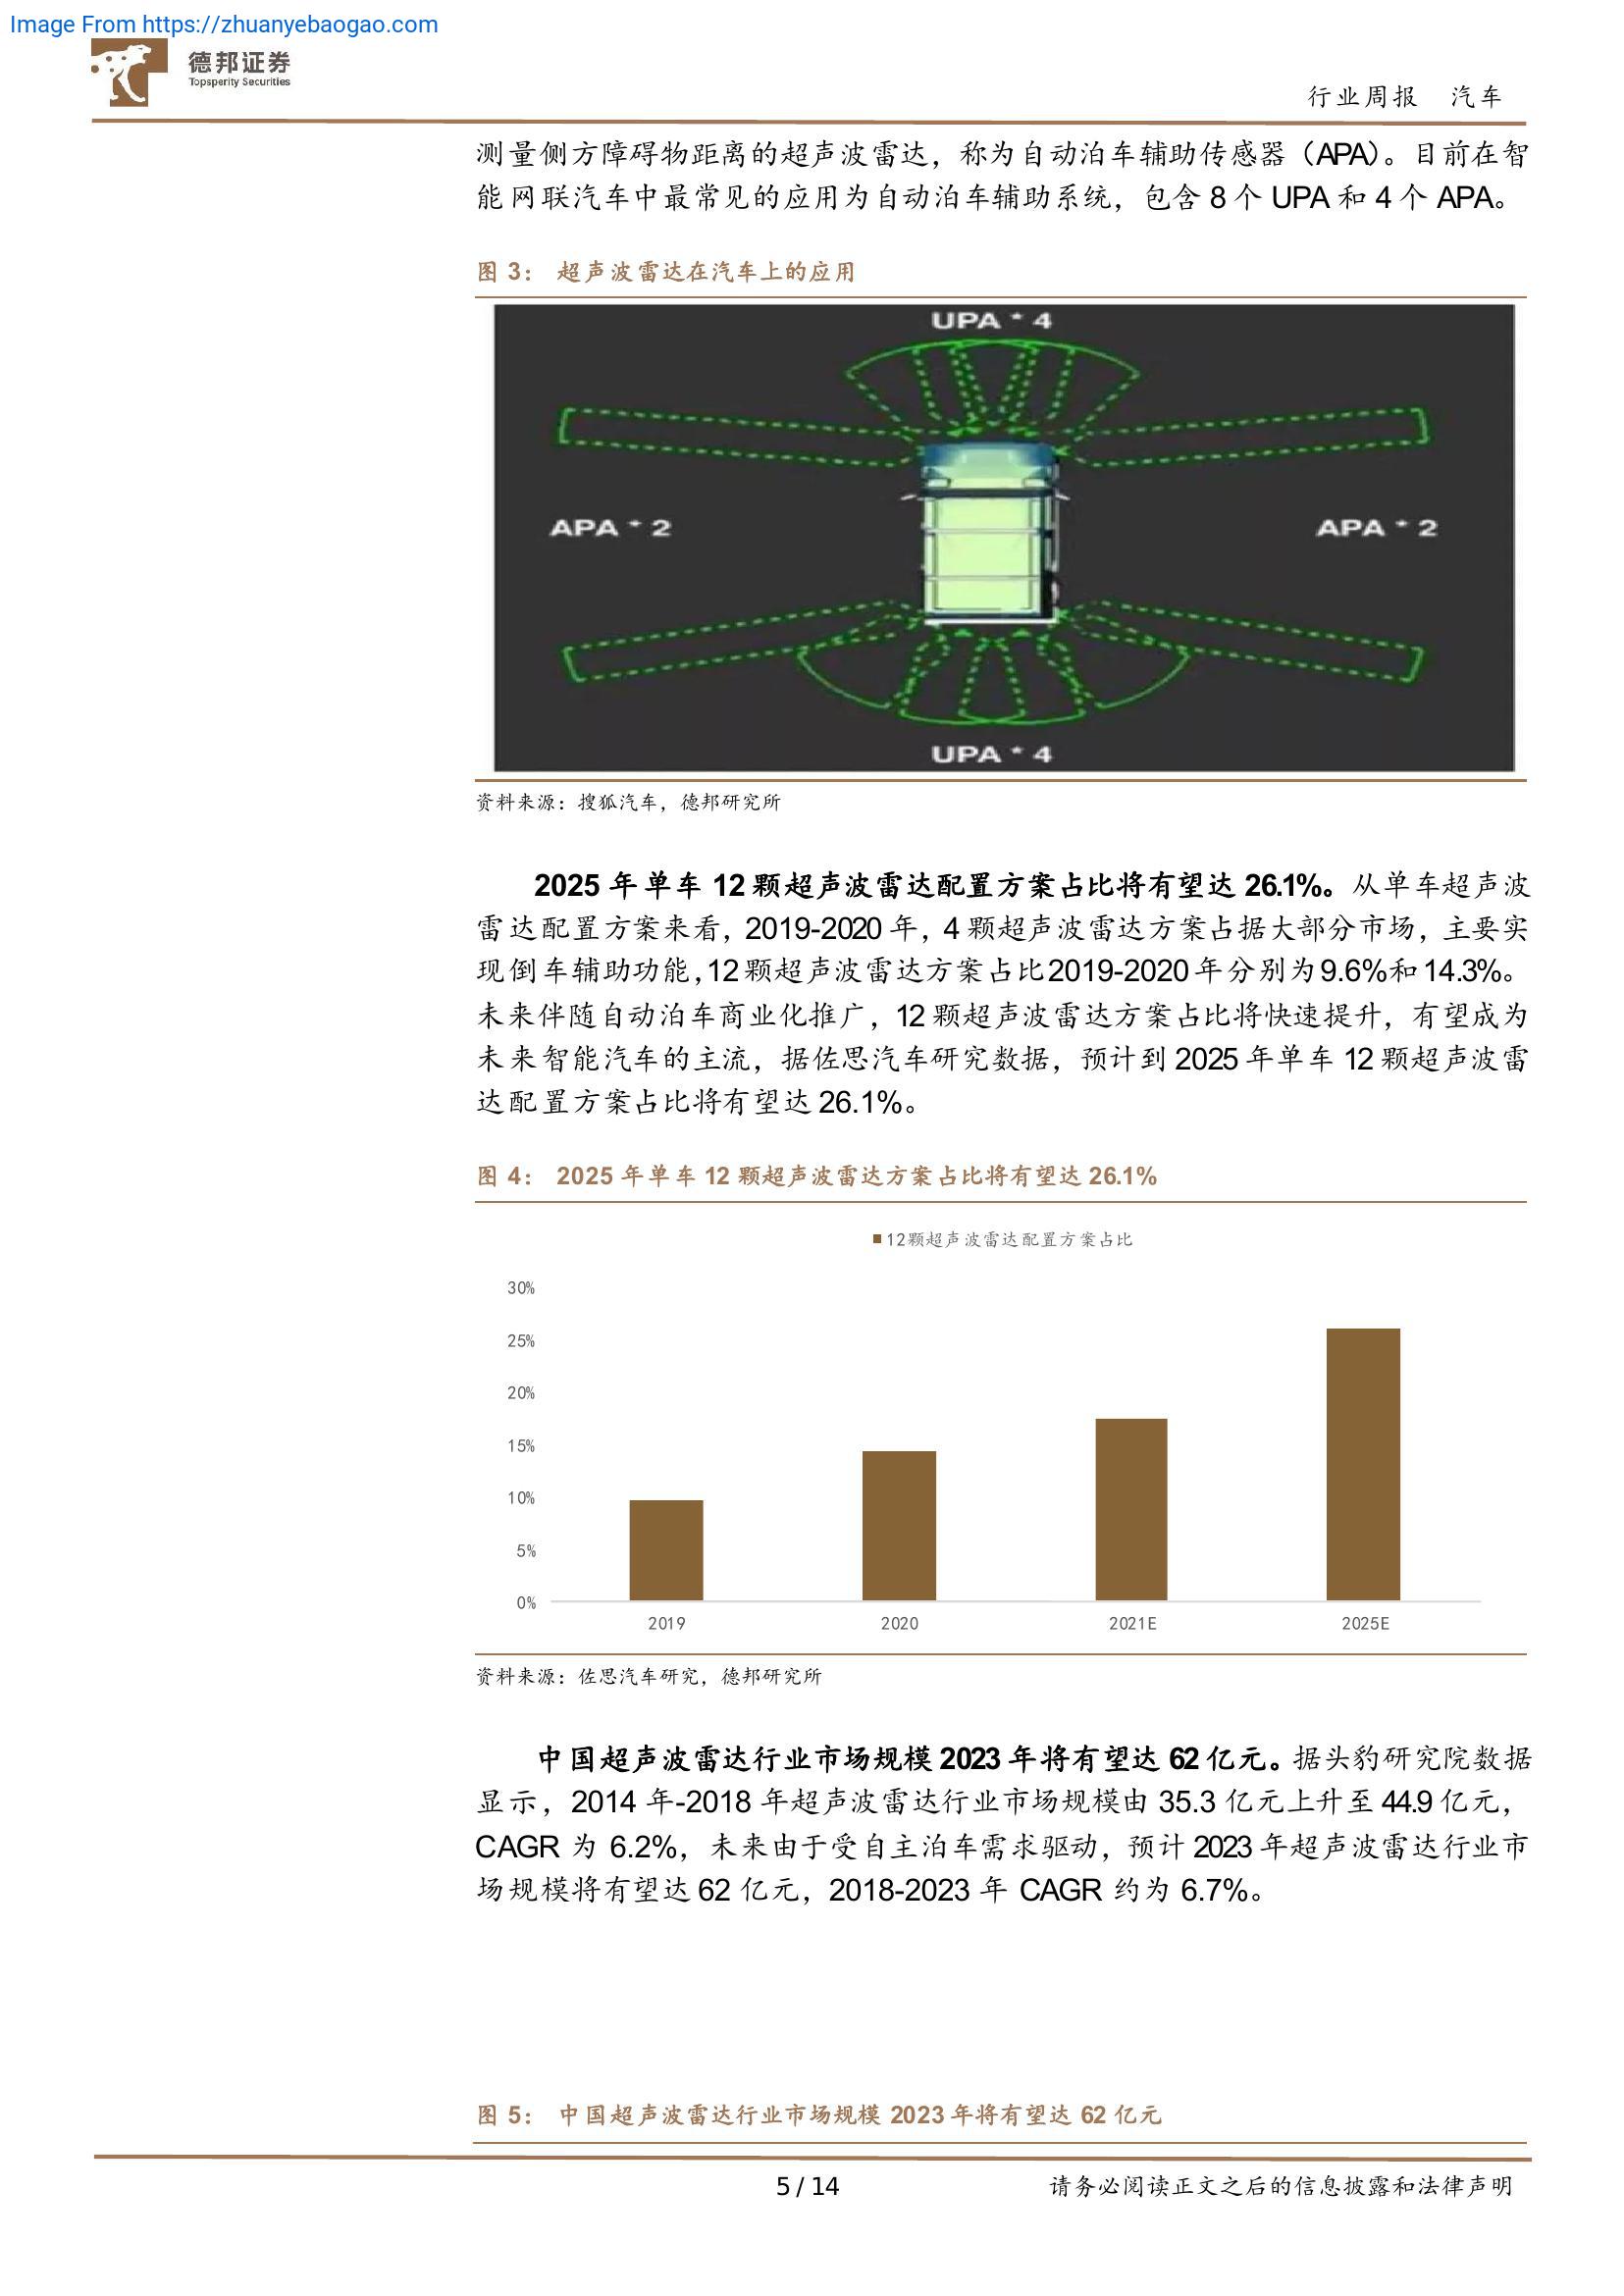 Image From https://zhuanyebaogao.com
德邦证券
Topsperity Securities
行业周报 汽车
测量侧方障碍物距离的超声波雷达，称为自动泊车辅助传感器（APA）。目前在智
能网联汽车中最常见的应用为自动泊车辅助系统，包含 8 个 UPA 和 4 个 APA。
图 3： 超声波雷达在汽车上的应用
UPA * 4
APA * 2
APA * 2
UPA * 4
资料来源：搜狐汽车，德邦研究所
2025 年单车 12 颗超声波雷达配置方案占比将有望达 26.1%。从单车超声波
雷达配置方案来看，2019-2020 年，4 颗超声波雷达方案占据大部分市场，主要实
现倒车辅助功能，12 颗超声波雷达方案占比 2019-2020 年分别为 9.6%和 14.3%。
未来伴随自动泊车商业化推广，12 颗超声波雷达方案占比将快速提升，有望成为
未来智能汽车的主流，据佐思汽车研究数据，预计到 2025 年单车 12 颗超声波雷
达配置方案占比将有望达 26.1%。
图 4： 2025 年单车 12 颗超声波雷达方案占比将有望达 26.1%
12颗超声波雷达配置方案占比
30%
25%
20%
15%
10%
5%
0%
2019 2020 2021E 2025E
资料来源：佐思汽车研究，德邦研究所
中国超声波雷达行业市场规模 2023 年将有望达 62 亿元。据头豹研究院数据
显示，2014 年-2018 年超声波雷达行业市场规模由 35.3 亿元上升至 44.9 亿元，
CAGR 为 6.2%，未来由于受自主泊车需求驱动，预计 2023 年超声波雷达行业市
场规模将有望达 62 亿元，2018-2023 年 CAGR 约为 6.7%。
图 5： 中国超声波雷达行业市场规模 2023 年将有望达 62 亿元
5 / 14
请务必阅读正文之后的信息披露和法律声明